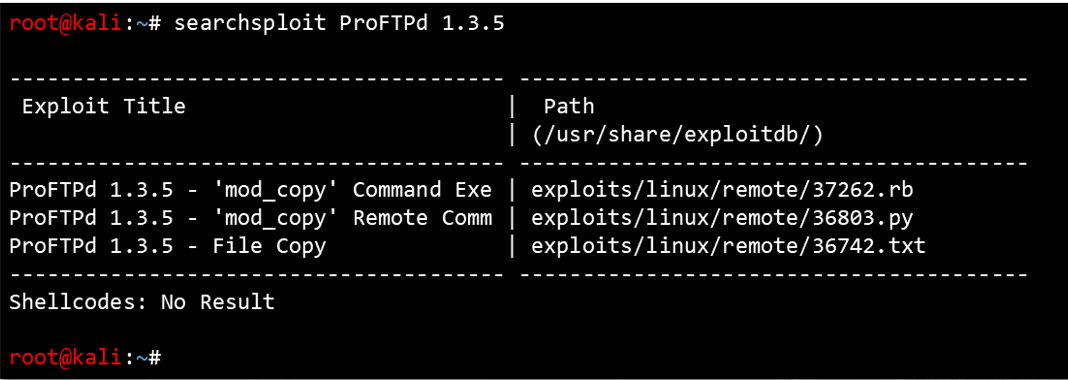 root@kali:~# searchsploit ProFTPd 1.3.5
--------------------------------------- ----------------------------------------
Exploit Title | Path
| (/usr/share/exploitdb/)
--------------------------------------- ----------------------------------------
ProFTPd 1.3.5 - 'mod_copy' Command Exe | exploits/linux/remote/37262.rb
ProFTPd 1.3.5 - 'mod_copy' Remote Comm | exploits/linux/remote/36803.py
ProFTPd 1.3.5 - File Copy | exploits/linux/remote/36742.txt
--------------------------------------- ----------------------------------------
Shellcodes: No Result
root@kali:~#